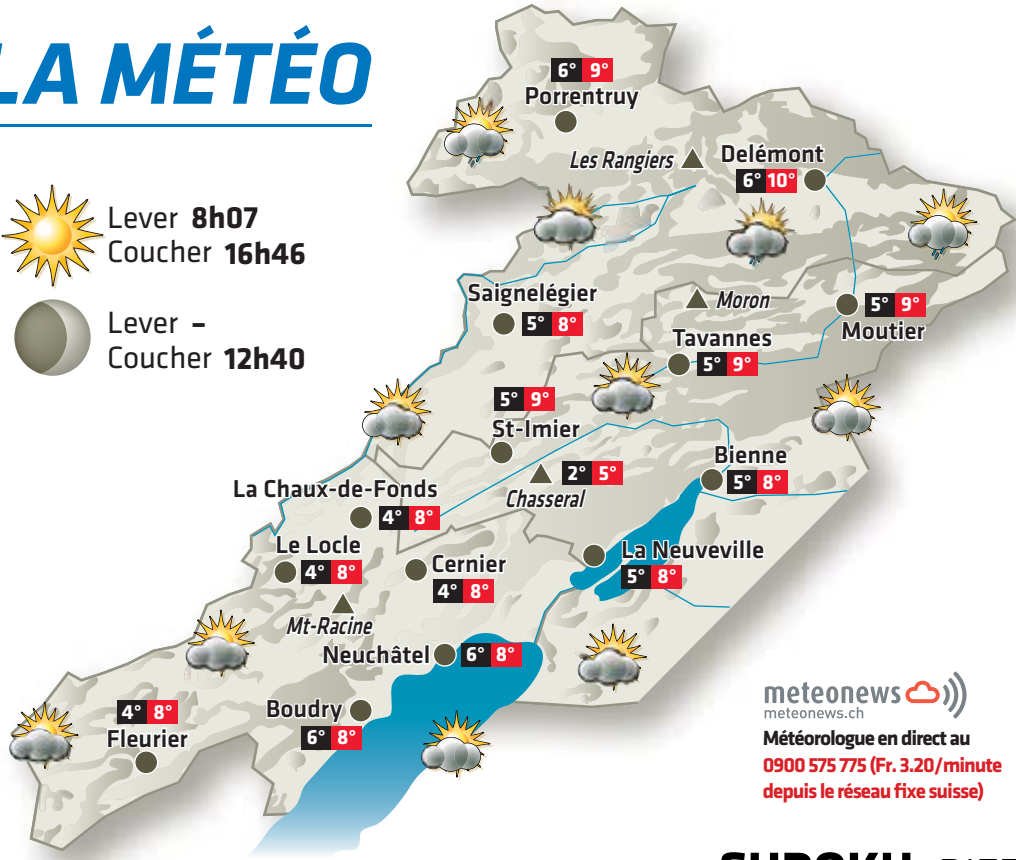 LA MÉTÉO
Lever 8h07
Coucher 16h46
Lever –
Coucher 12h40
6° 9°
Porrentruy
Les Rangiers
Delémont
6° 10°
Saignelégier
5° 8°
Moron
5° 9°
Moutier
Tavannes
5° 9°
5° 9°
St-Imier
2° 5°
Chasseral
Bienne
5° 8°
La Chaux-de-Fonds
4° 8°
Le Locle
4° 8°
Cernier
4° 8°
La Neuveville
5° 8°
Mt-Racine
Neuchâtel 6° 8°
Boudry
6° 8°
4° 8°
Fleurier
meteonews
meteonews.ch
Météorologue en direct au
0900 575 775 (Fr. 3.20/minute
depuis le réseau fixe suisse)